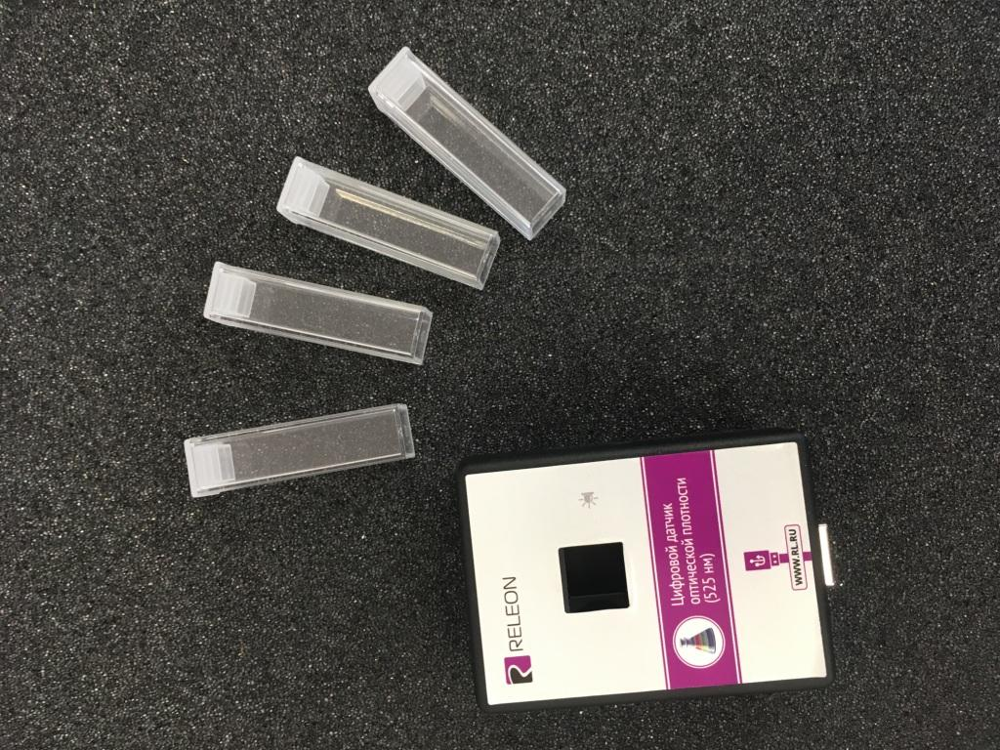 RELEON
Цифровой датчик
оптической плотности
(525 нм)
WWW.RL.RU